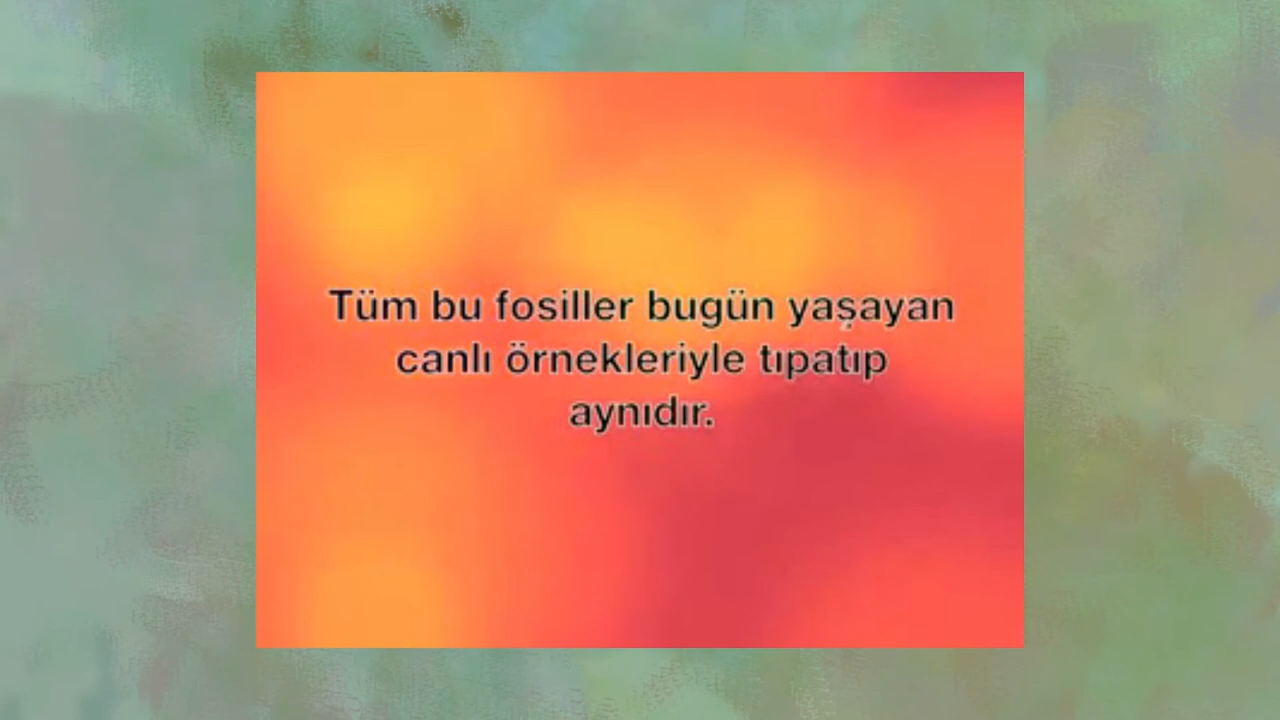 Tüm bu fosiller bugün yaşayan
canlı örnekleriyle tıpatıp
aynıdır.